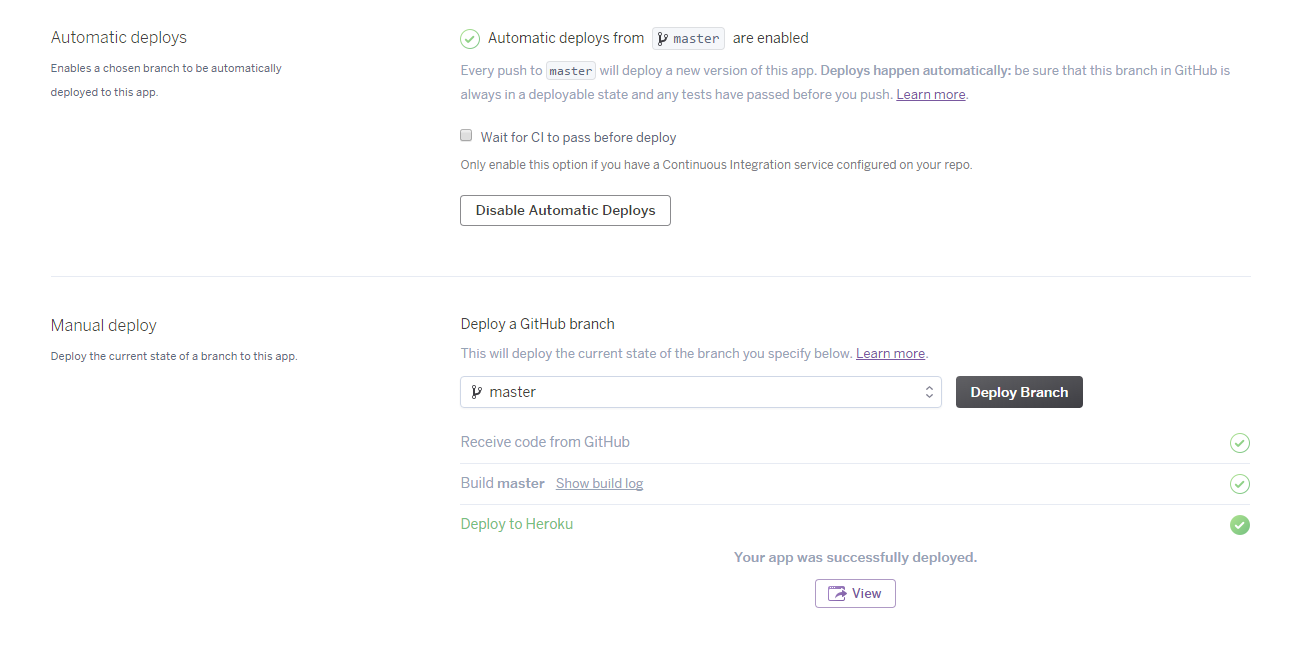 Automatic deploys
Enables a chosen branch to be automatically
deployed to this app.
Automatic deploys from master are enabled
Every push to master will deploy a new version of this app. Deploys happen automatically: be sure that this branch in GitHub is
always in a deployable state and any tests have passed before you push. Learn more.
Wait for CI to pass before deploy
Only enable this option if you have a Continuous Integration service configured on your repo.
Disable Automatic Deploys
Manual deploy
Deploy the current state of a branch to this app.
Deploy a GitHub branch
This will deploy the current state of the branch you specify below. Learn more.
master
Deploy Branch
Receive code from GitHub
Build master Show build log
Deploy to Heroku
Your app was successfully deployed.
View